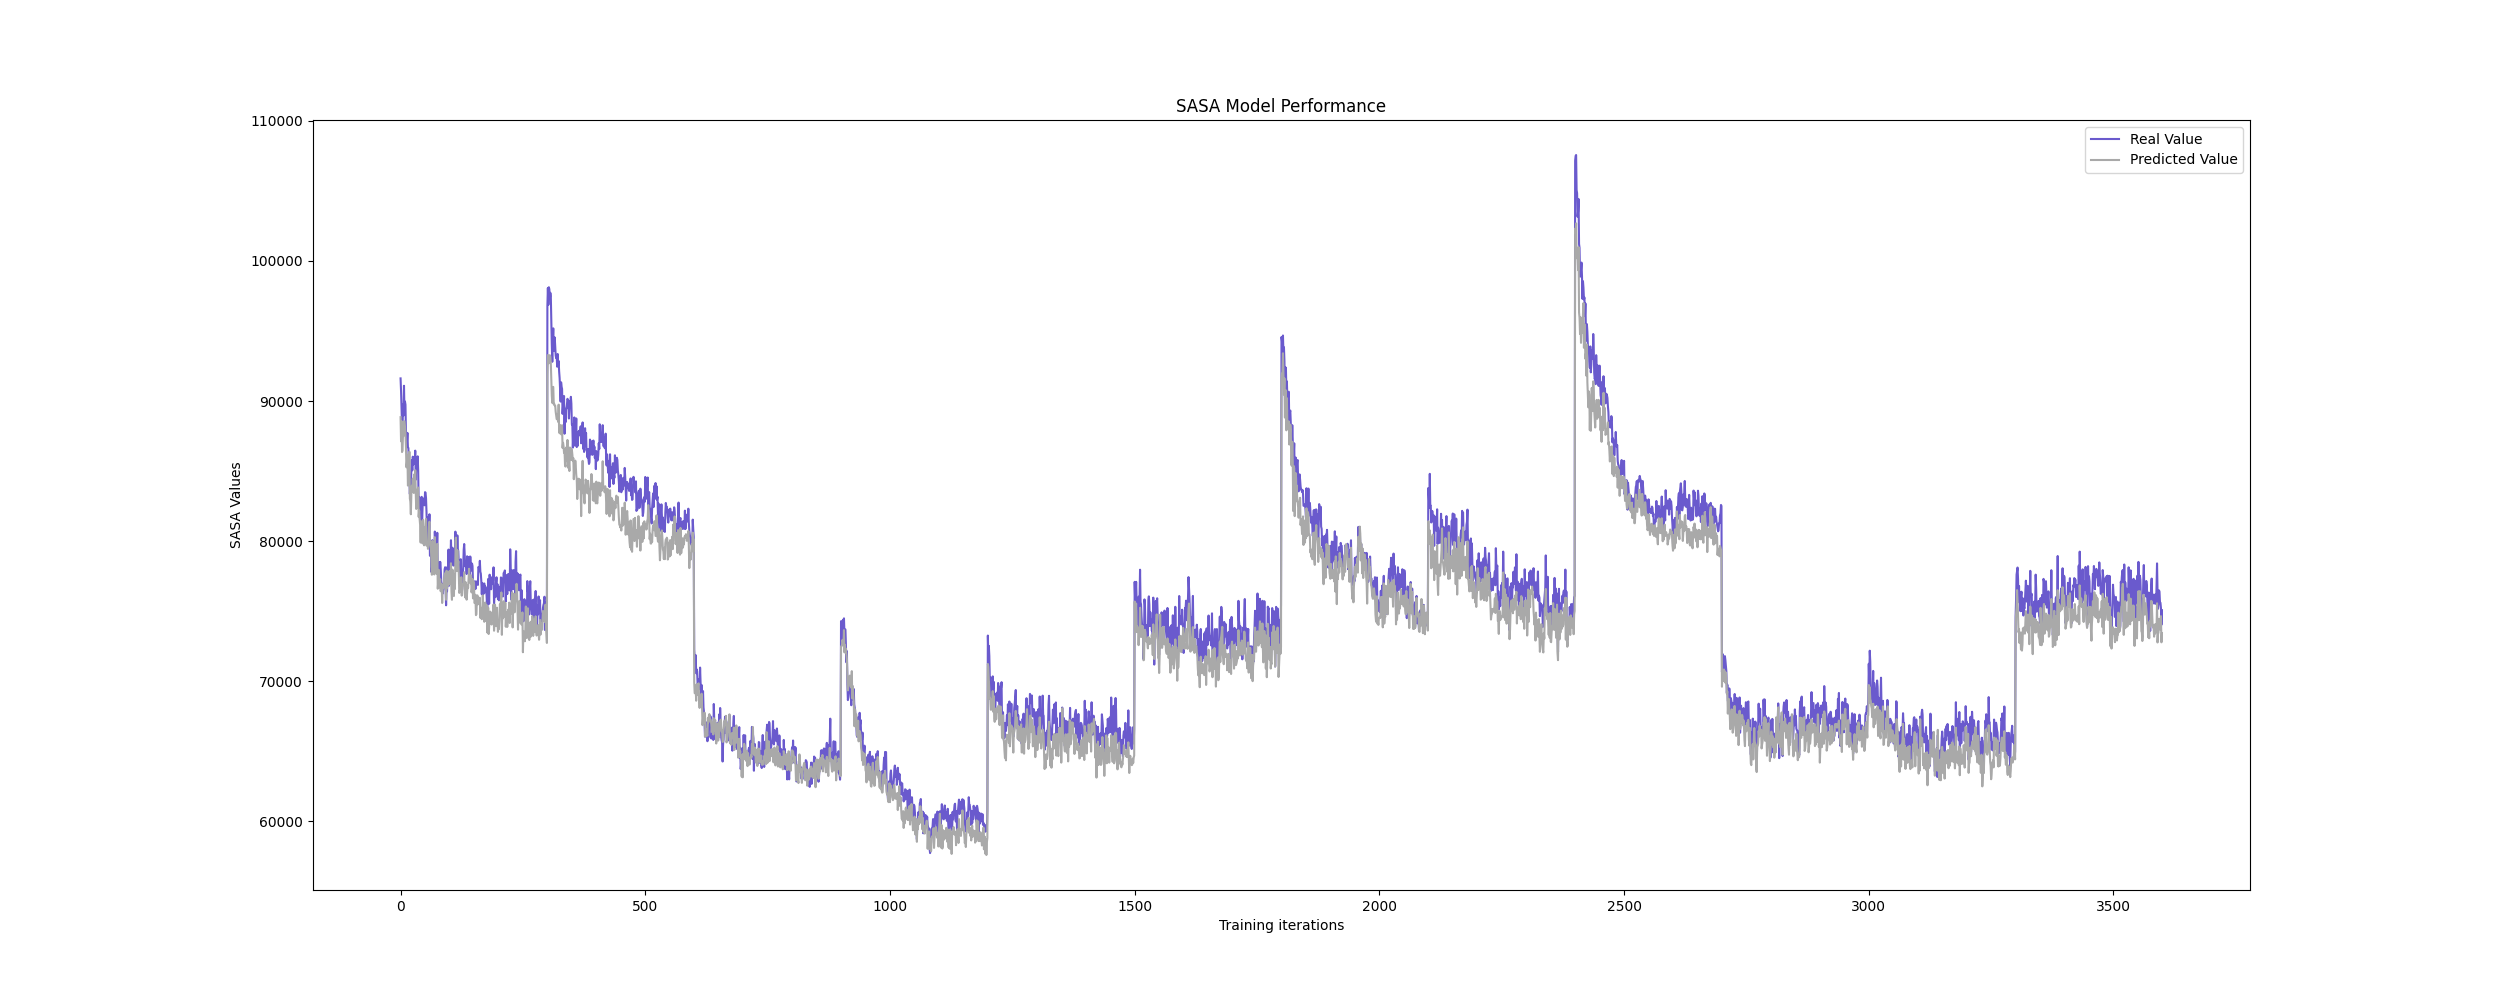 SASA Model Performance
110000
100000
90000
80000
70000
60000
SASA Values
Real Value
Predicted Value
0
500
1000
1500
2000
2500
3000
3500
Training iterations